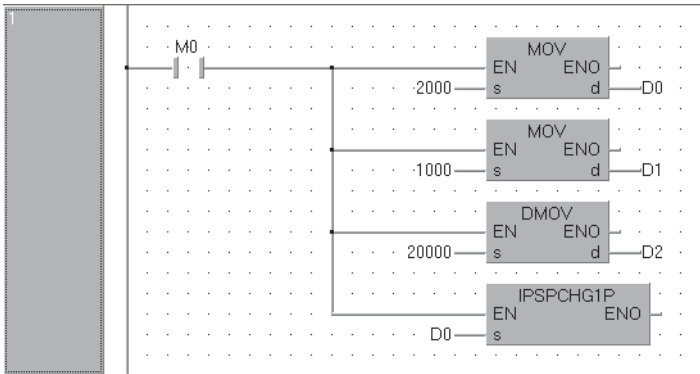 1
M0
MOV
EN ENO
2000 s d D0
MOV
EN ENO
1000 s d D1
DMOV
EN ENO
20000 s d D2
IPSPCHG1P
EN ENO
D0 s